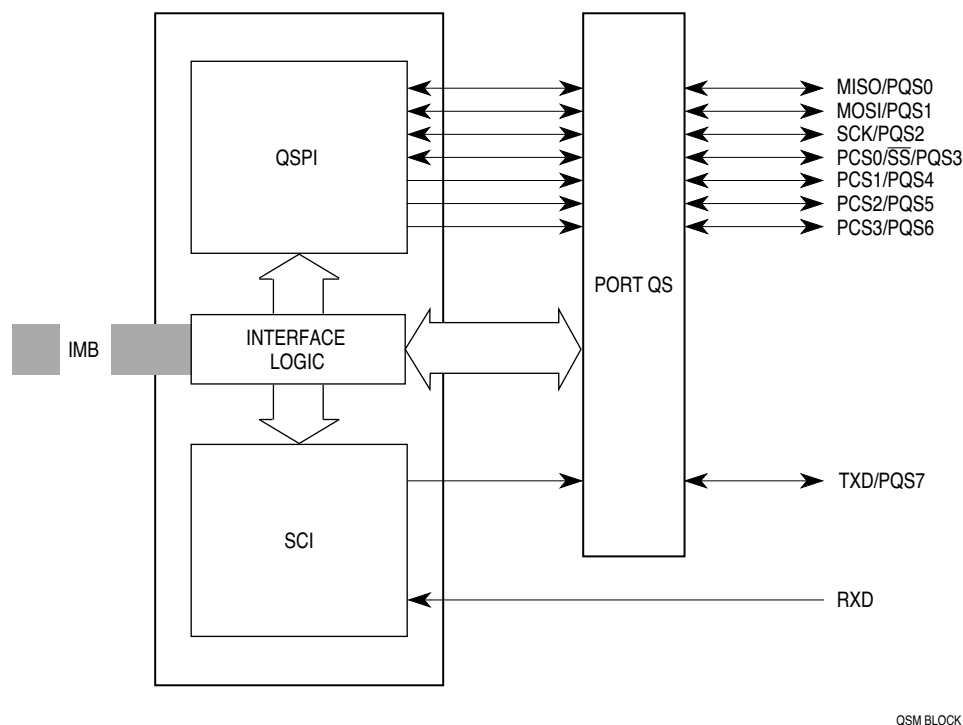 QSPI
MISO/PQS0
MOSI/PQS1
SCK/PQS2
PCS0/S̅S̅/PQS3
PCS1/PQS4
PCS2/PQS5
PCS3/PQS6
PORT QS
IMB
INTERFACE
LOGIC
SCI
TXD/PQS7
RXD
QSM BLOCK